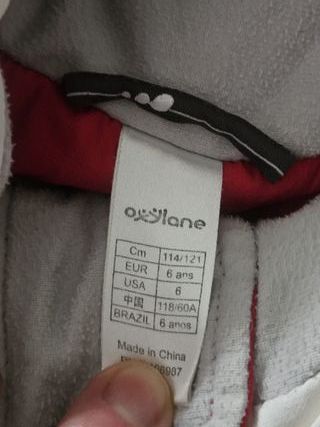 oxylane
Cm 114/121
EUR 6 ans
USA 6
中国 118/60A
BRAZIL 6 anos
Made in China